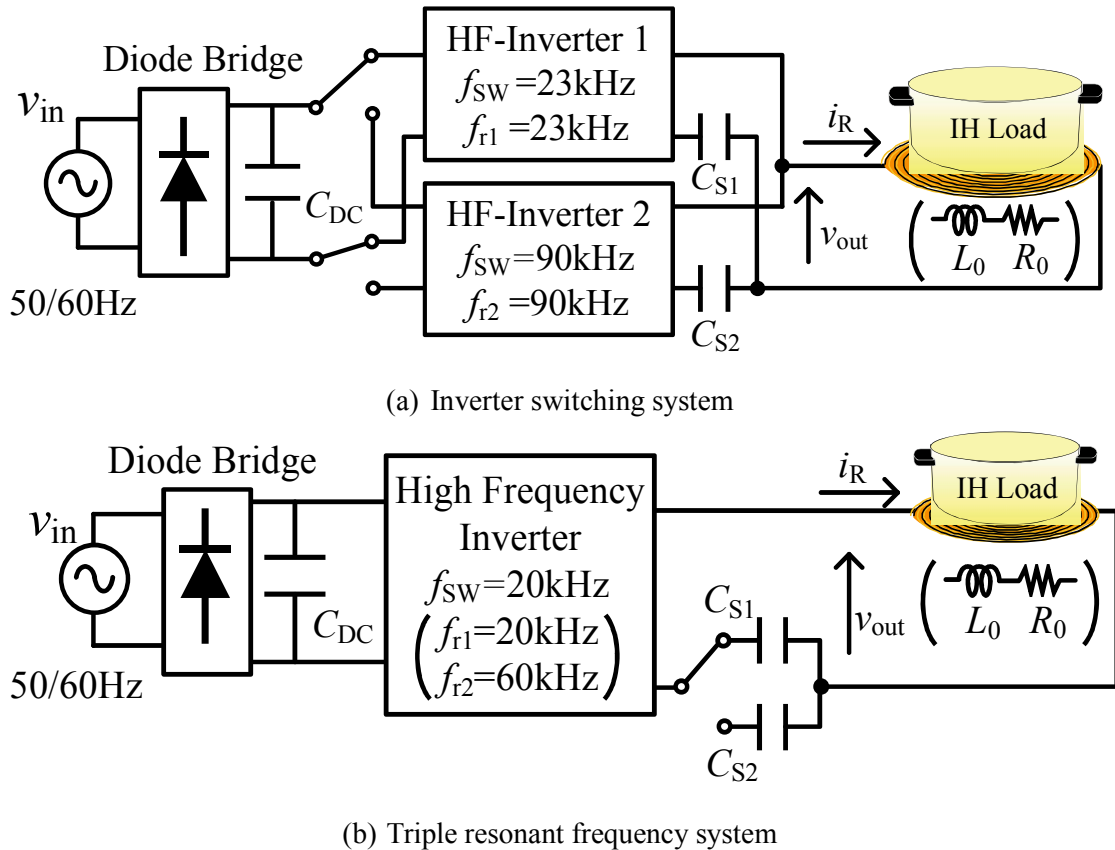 Diode Bridge
v_in
50/60Hz
C_DC
HF-Inverter 1
f_SW =23kHz
f_r1 =23kHz
HF-Inverter 2
f_SW=90kHz
f_r2 =90kHz
C_S1
C_S2
i_R
v_out
IH Load
( L_0 R_0 )
(a) Inverter switching system
Diode Bridge
v_in
50/60Hz
C_DC
High Frequency
Inverter
f_SW=20kHz
( f_r1=20kHz
f_r2=60kHz )
C_S1
C_S2
i_R
v_out
IH Load
( L_0 R_0 )
(b) Triple resonant frequency system